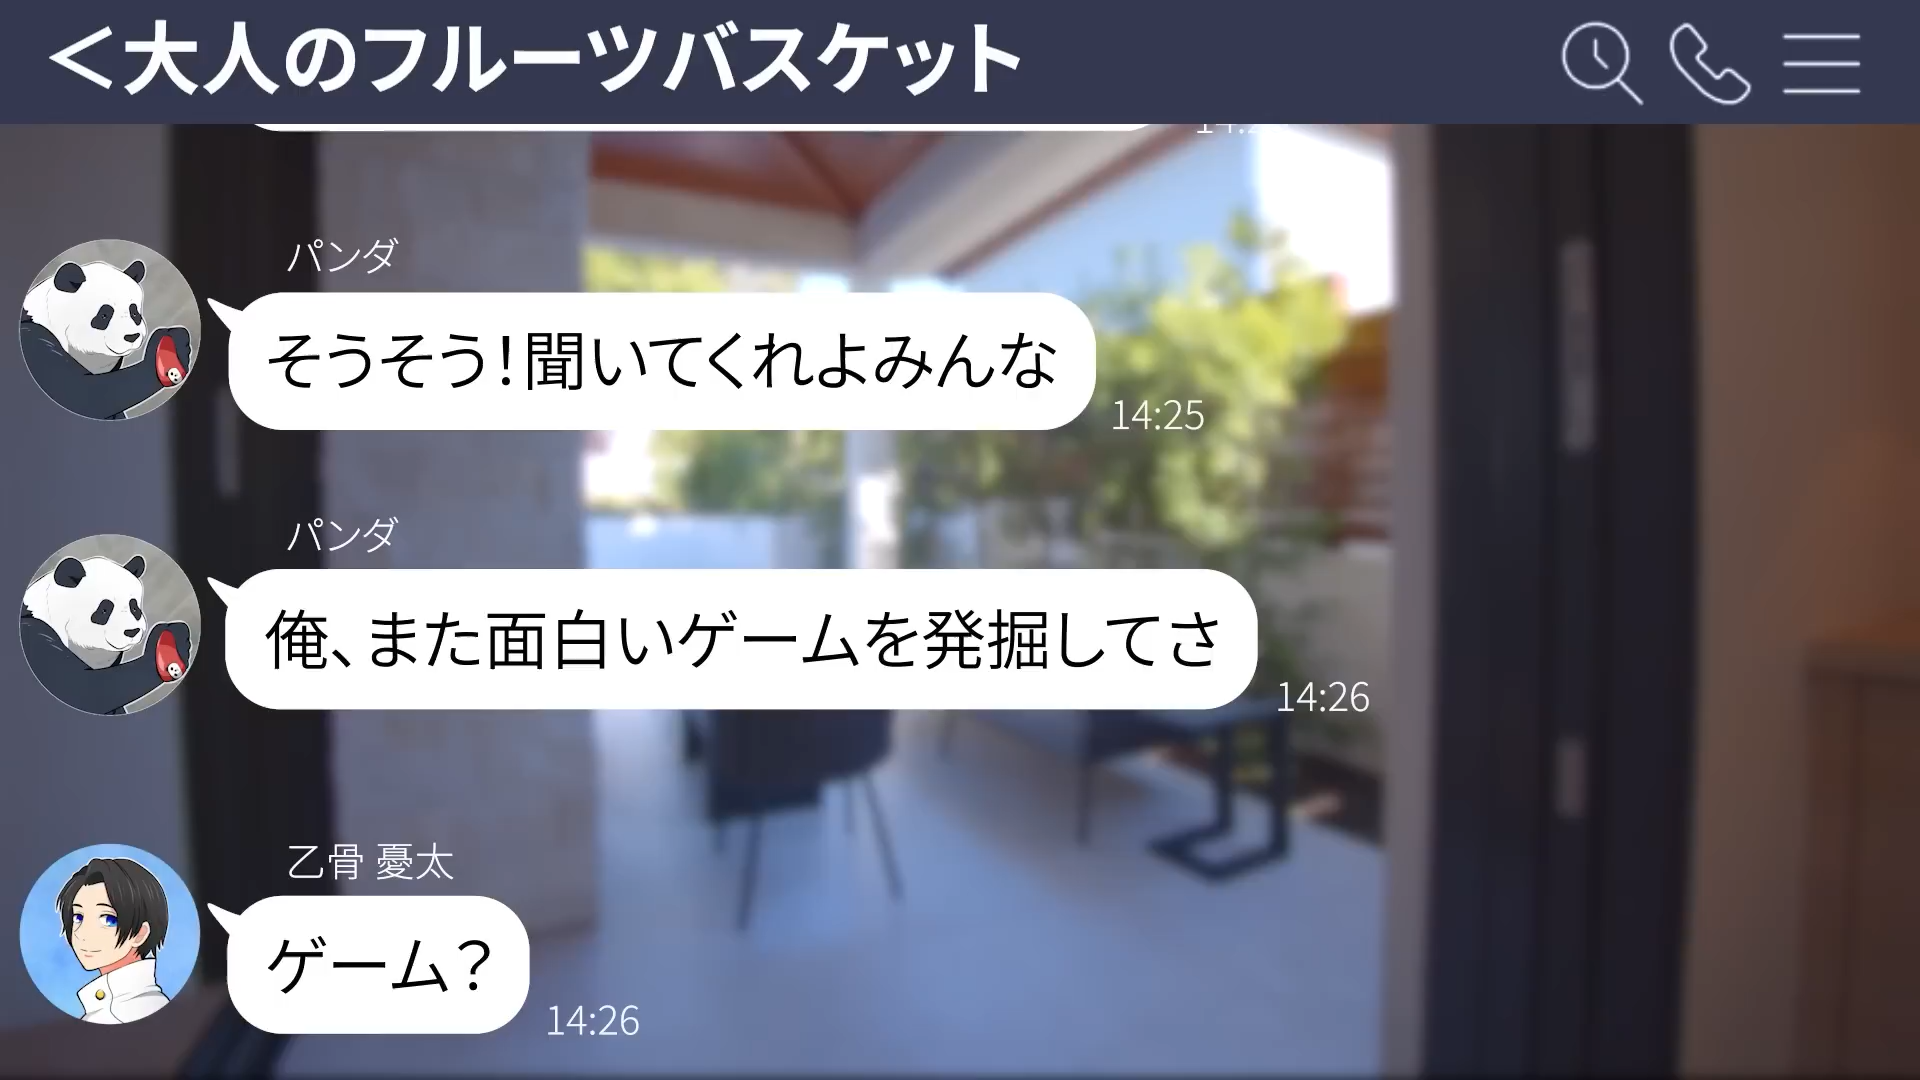 <大人のフルーツバスケット
パンダ
そうそう!聞いてくれよみんな
14:25
パンダ
俺、また面白いゲームを発掘してさ
14:26
乙骨 憂太
ゲーム?
14:26